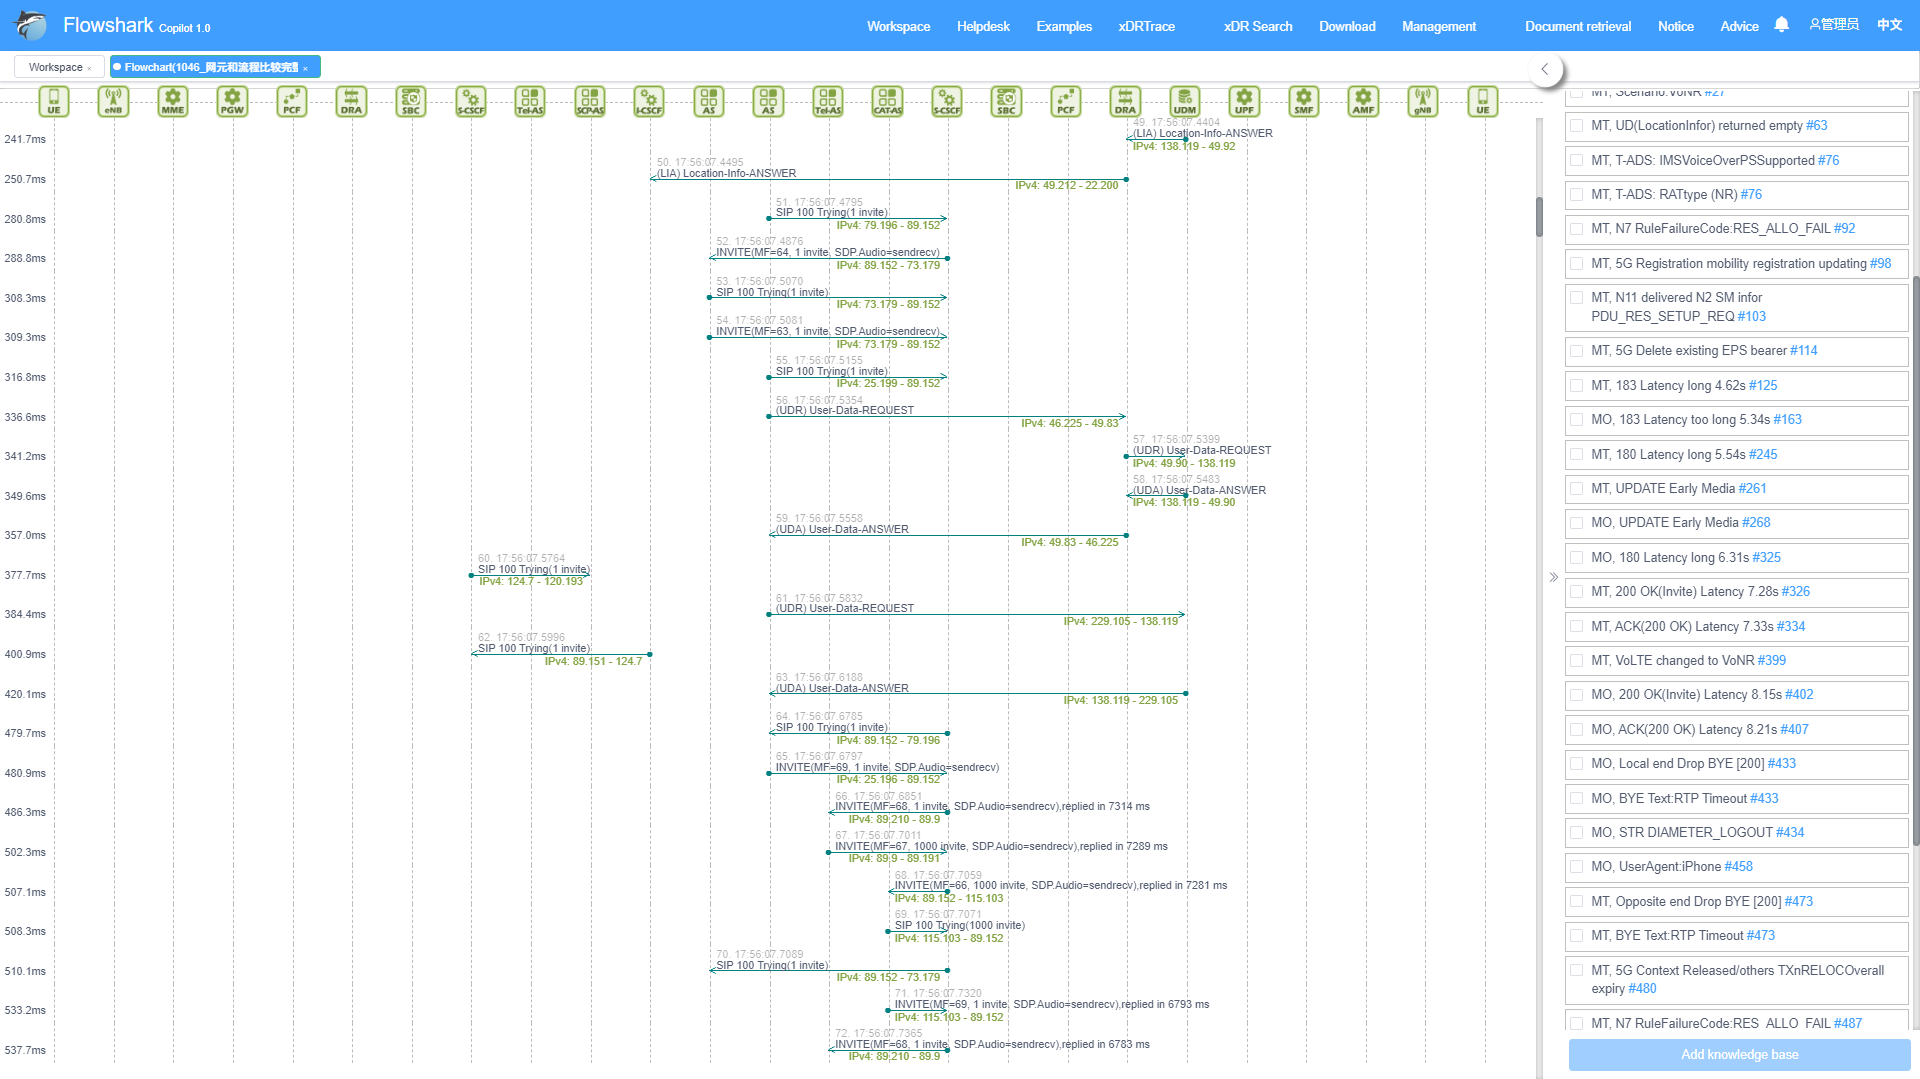 Flowshark Copilot 1.0
Workspace
Helpdesk
Examples
xDRTrace
xDR Search
Download
Management
Document retrieval
Notice
Advice
管理员
中文
Workspace ×
Flowchart(1046_网元和流程比较完整 ×
UE
eNB
MME
PGW
PCF
DRA
SBC
S-CSCF
Tel-AS
SCP-AS
I-CSCF
AS
AS
Tel-AS
CAT-AS
S-CSCF
SBC
PCF
DRA
UDM
UPF
SMF
AMF
gNB
UE
49. 17:56:07.4404
241.7ms
(LIA) Location-Info-ANSWER
IPv4: 138.119 - 49.92
50. 17:56:07.4495
250.7ms
(LIA) Location-Info-ANSWER
IPv4: 49.212 - 22.200
51. 17:56:07.4795
280.8ms
SIP 100 Trying(1 invite)
IPv4: 79.196 - 89.152
52. 17:56:07.4876
288.8ms
INVITE(MF=64, 1 invite, SDP.Audio=sendrecv)
IPv4: 89.152 - 73.179
53. 17:56:07.5070
308.3ms
SIP 100 Trying(1 invite)
IPv4: 73.179 - 89.152
54. 17:56:07.5081
309.3ms
INVITE(MF=63, 1 invite, SDP.Audio=sendrecv)
IPv4: 73.179 - 89.152
55. 17:56:07.5155
316.8ms
SIP 100 Trying(1 invite)
IPv4: 25.199 - 89.152
56. 17:56:07.5354
336.6ms
(UDR) User-Data-REQUEST
IPv4: 46.225 - 49.83
57. 17:56:07.5399
341.2ms
(UDR) User-Data-REQUEST
IPv4: 49.90 - 138.119
58. 17:56:07.5483
349.6ms
(UDA) User-Data-ANSWER
IPv4: 138.119 - 49.90
59. 17:56:07.5558
357.0ms
(UDA) User-Data-ANSWER
IPv4: 49.83 - 46.225
60. 17:56:07.5764
377.7ms
SIP 100 Trying(1 invite)
IPv4: 124.7 - 120.193
61. 17:56:07.5832
384.4ms
(UDR) User-Data-REQUEST
IPv4: 229.105 - 138.119
62. 17:56:07.5996
400.9ms
SIP 100 Trying(1 invite)
IPv4: 89.151 - 124.7
63. 17:56:07.6188
420.1ms
(UDA) User-Data-ANSWER
IPv4: 138.119 - 229.105
64. 17:56:07.6785
479.7ms
SIP 100 Trying(1 invite)
IPv4: 89.152 - 79.196
65. 17:56:07.6797
480.9ms
INVITE(MF=69, 1 invite, SDP.Audio=sendrecv)
IPv4: 25.196 - 89.152
66. 17:56:07.6851
486.3ms
INVITE(MF=68, 1 invite, SDP.Audio=sendrecv),replied in 7314 ms
IPv4: 89.210 - 89.9
67. 17:56:07.7011
502.3ms
INVITE(MF=67, 1000 invite, SDP.Audio=sendrecv),replied in 7289 ms
IPv4: 89.9 - 89.191
68. 17:56:07.7059
507.1ms
INVITE(MF=66, 1000 invite, SDP.Audio=sendrecv),replied in 7281 ms
IPv4: 89.152 - 115.103
69. 17:56:07.7071
508.3ms
SIP 100 Trying(1000 invite)
IPv4: 115.103 - 89.152
70. 17:56:07.7089
510.1ms
SIP 100 Trying(1 invite)
IPv4: 89.152 - 73.179
71. 17:56:07.7320
533.2ms
INVITE(MF=69, 1 invite, SDP.Audio=sendrecv),replied in 6793 ms
IPv4: 115.103 - 89.152
72. 17:56:07.7365
537.7ms
INVITE(MF=68, 1 invite, SDP.Audio=sendrecv),replied in 6783 ms
IPv4: 89.210 - 89.9
MT, Scenario:VoNR #27
MT, UD(LocationInfor) returned empty #63
MT, T-ADS: IMSVoiceOverPSSupported #76
MT, T-ADS: RATtype (NR) #76
MT, N7 RuleFailureCode:RES_ALLO_FAIL #92
MT, 5G Registration mobility registration updating #98
MT, N11 delivered N2 SM infor
PDU_RES_SETUP_REQ #103
MT, 5G Delete existing EPS bearer #114
MT, 183 Latency long 4.62s #125
MO, 183 Latency too long 5.34s #163
MT, 180 Latency long 5.54s #245
MT, UPDATE Early Media #261
MO, UPDATE Early Media #268
MO, 180 Latency long 6.31s #325
MT, 200 OK(Invite) Latency 7.28s #326
MT, ACK(200 OK) Latency 7.33s #334
MT, VoLTE changed to VoNR #399
MO, 200 OK(Invite) Latency 8.15s #402
MO, ACK(200 OK) Latency 8.21s #407
MO, Local end Drop BYE [200] #433
MO, BYE Text:RTP Timeout #433
MO, STR DIAMETER_LOGOUT #434
MO, UserAgent:iPhone #458
MT, Opposite end Drop BYE [200] #473
MT, BYE Text:RTP Timeout #473
MT, 5G Context Released/others TXnRELOCOverall
expiry #480
MT, N7 RuleFailureCode:RES_ALLO_FAIL #487
Add knowledge base